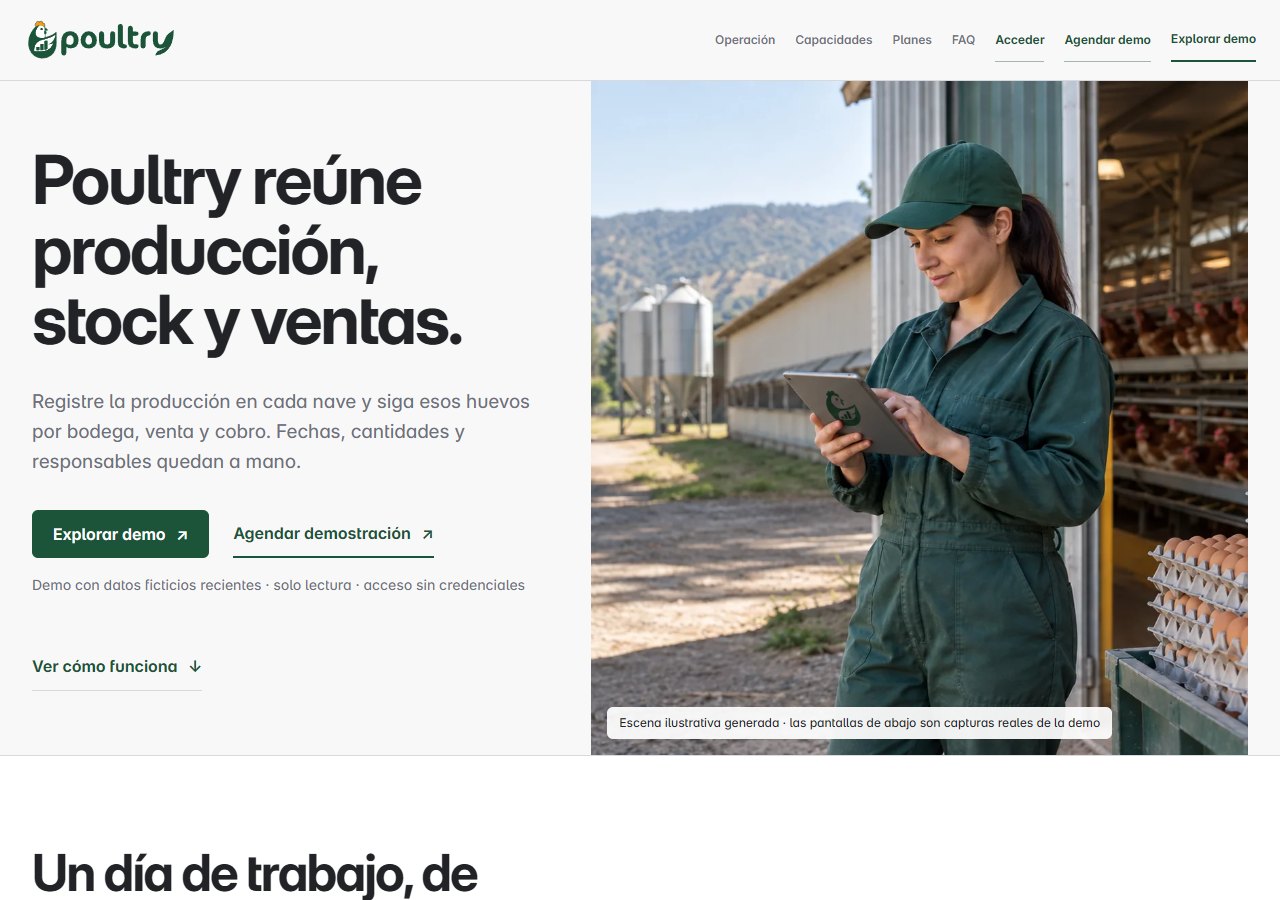 poultry
Operación Capacidades Planes FAQ Acceder Agendar demo Explorar demo
Poultry reúne
producción,
stock y ventas.
Registre la producción en cada nave y siga esos huevos
por bodega, venta y cobro. Fechas, cantidades y
responsables quedan a mano.
Explorar demo ↗ Agendar demostración ↗
Demo con datos ficticios recientes · solo lectura · acceso sin credenciales
Ver cómo funciona ↓
Escena ilustrativa generada · las pantallas de abajo son capturas reales de la demo
Un día de trabajo, de